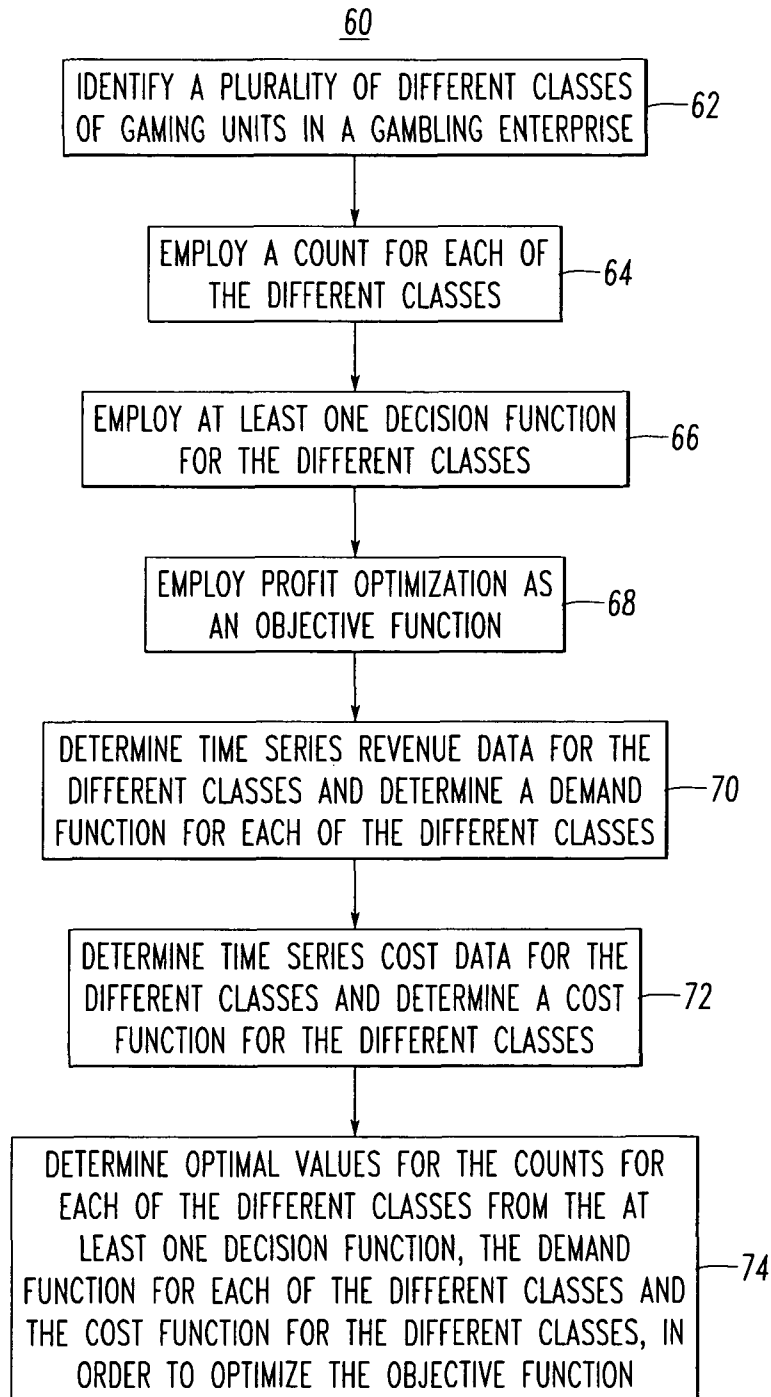 60
IDENTIFY A PLURALITY OF DIFFERENT CLASSES
OF GAMING UNITS IN A GAMBLING ENTERPRISE
62
EMPLOY A COUNT FOR EACH OF
THE DIFFERENT CLASSES
64
EMPLOY AT LEAST ONE DECISION FUNCTION
FOR THE DIFFERENT CLASSES
66
EMPLOY PROFIT OPTIMIZATION AS
AN OBJECTIVE FUNCTION
68
DETERMINE TIME SERIES REVENUE DATA FOR THE
DIFFERENT CLASSES AND DETERMINE A DEMAND
FUNCTION FOR EACH OF THE DIFFERENT CLASSES
70
DETERMINE TIME SERIES COST DATA FOR THE
DIFFERENT CLASSES AND DETERMINE A COST
FUNCTION FOR THE DIFFERENT CLASSES
72
DETERMINE OPTIMAL VALUES FOR THE COUNTS FOR
EACH OF THE DIFFERENT CLASSES FROM THE AT
LEAST ONE DECISION FUNCTION, THE DEMAND
FUNCTION FOR EACH OF THE DIFFERENT CLASSES AND
THE COST FUNCTION FOR THE DIFFERENT CLASSES, IN
ORDER TO OPTIMIZE THE OBJECTIVE FUNCTION
74